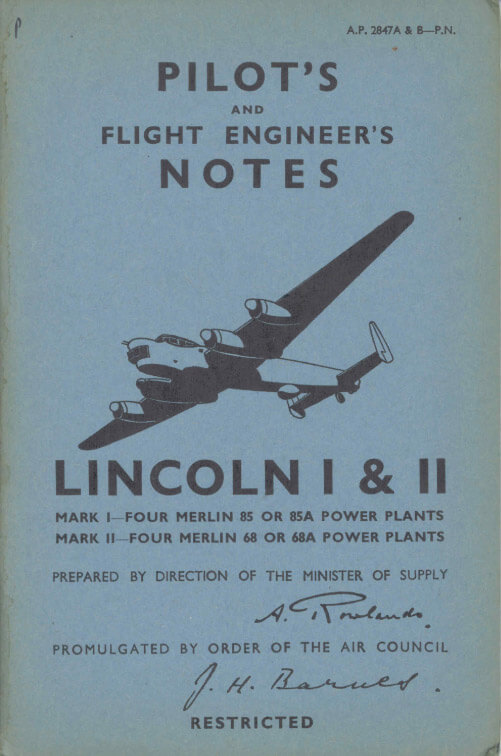 P
A.P. 2847A & B—P.N.
PILOT'S
AND
FLIGHT ENGINEER'S
NOTES
LINCOLN I & II
MARK I—FOUR MERLIN 85 OR 85A POWER PLANTS
MARK II—FOUR MERLIN 68 OR 68A POWER PLANTS
PREPARED BY DIRECTION OF THE MINISTER OF SUPPLY
A. Rowlands.
PROMULGATED BY ORDER OF THE AIR COUNCIL
J. H. Barnes.
RESTRICTED